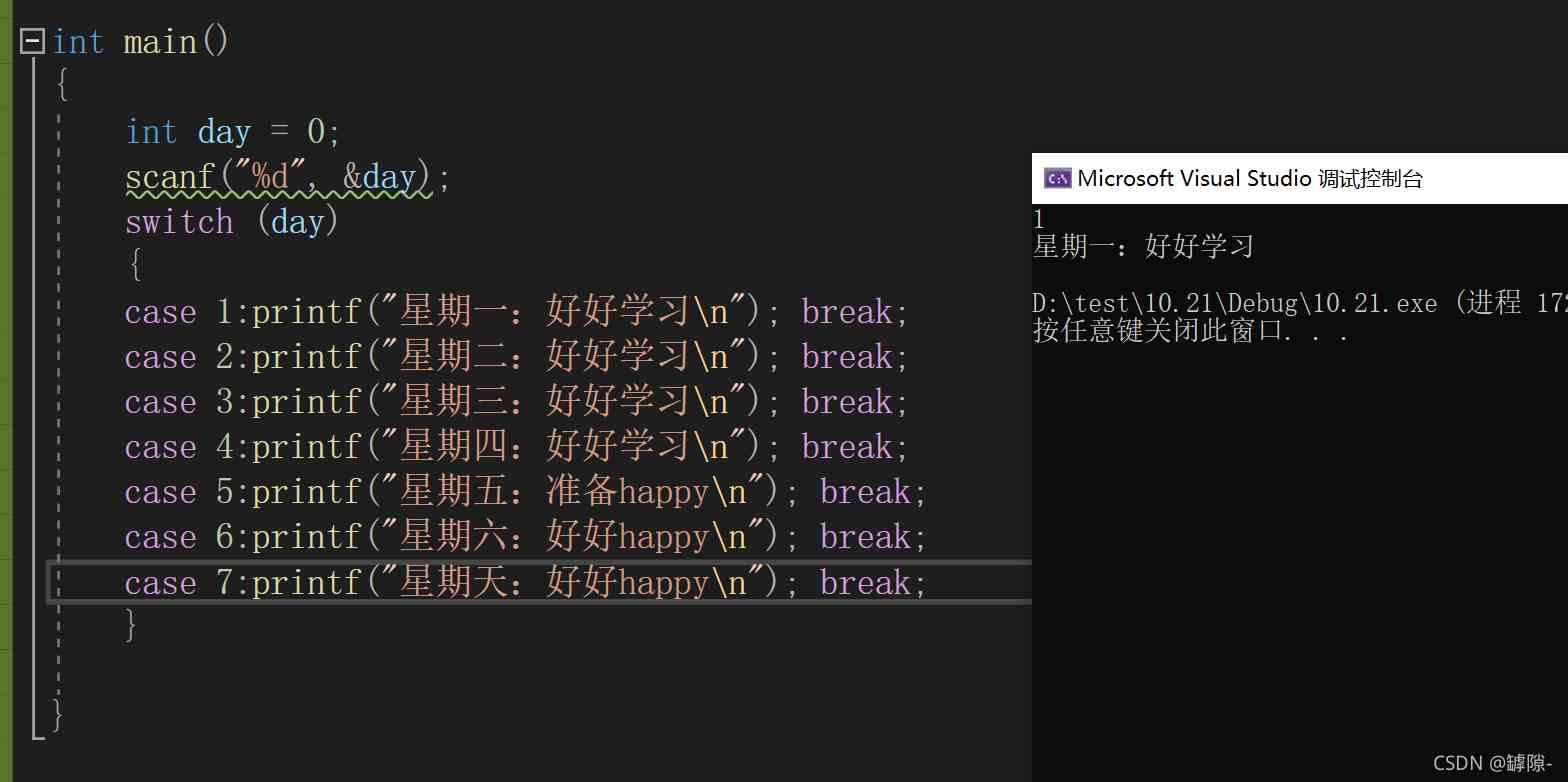 int main()
{
int day = 0;
scanf("%d", &day);
switch (day)
{
case 1:printf("星期一：好好学习\n"); break;
case 2:printf("星期二：好好学习\n"); break;
case 3:printf("星期三：好好学习\n"); break;
case 4:printf("星期四：好好学习\n"); break;
case 5:printf("星期五：准备happy\n"); break;
case 6:printf("星期六：好好happy\n"); break;
case 7:printf("星期天：好好happy\n"); break;
}
}
C:\ Microsoft Visual Studio 调试控制台
1
星期一：好好学习
D:\test\10.21\Debug\10.21.exe (进程 172
按任意键关闭此窗口. . .
CSDN @罅隙-